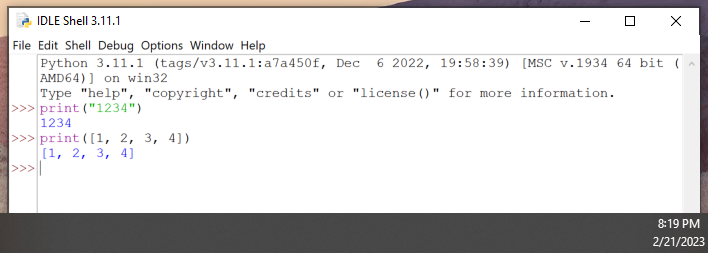 IDLE Shell 3.11.1
File Edit Shell Debug Options Window Help
Python 3.11.1 (tags/v3.11.1:a7a450f, Dec  6 2022, 19:58:39) [MSC v.1934 64 bit (
AMD64)] on win32
Type "help", "copyright", "credits" or "license()" for more information.
>>> print("1234")
1234
>>> print([1, 2, 3, 4])
[1, 2, 3, 4]
>>>
8:19 PM
2/21/2023